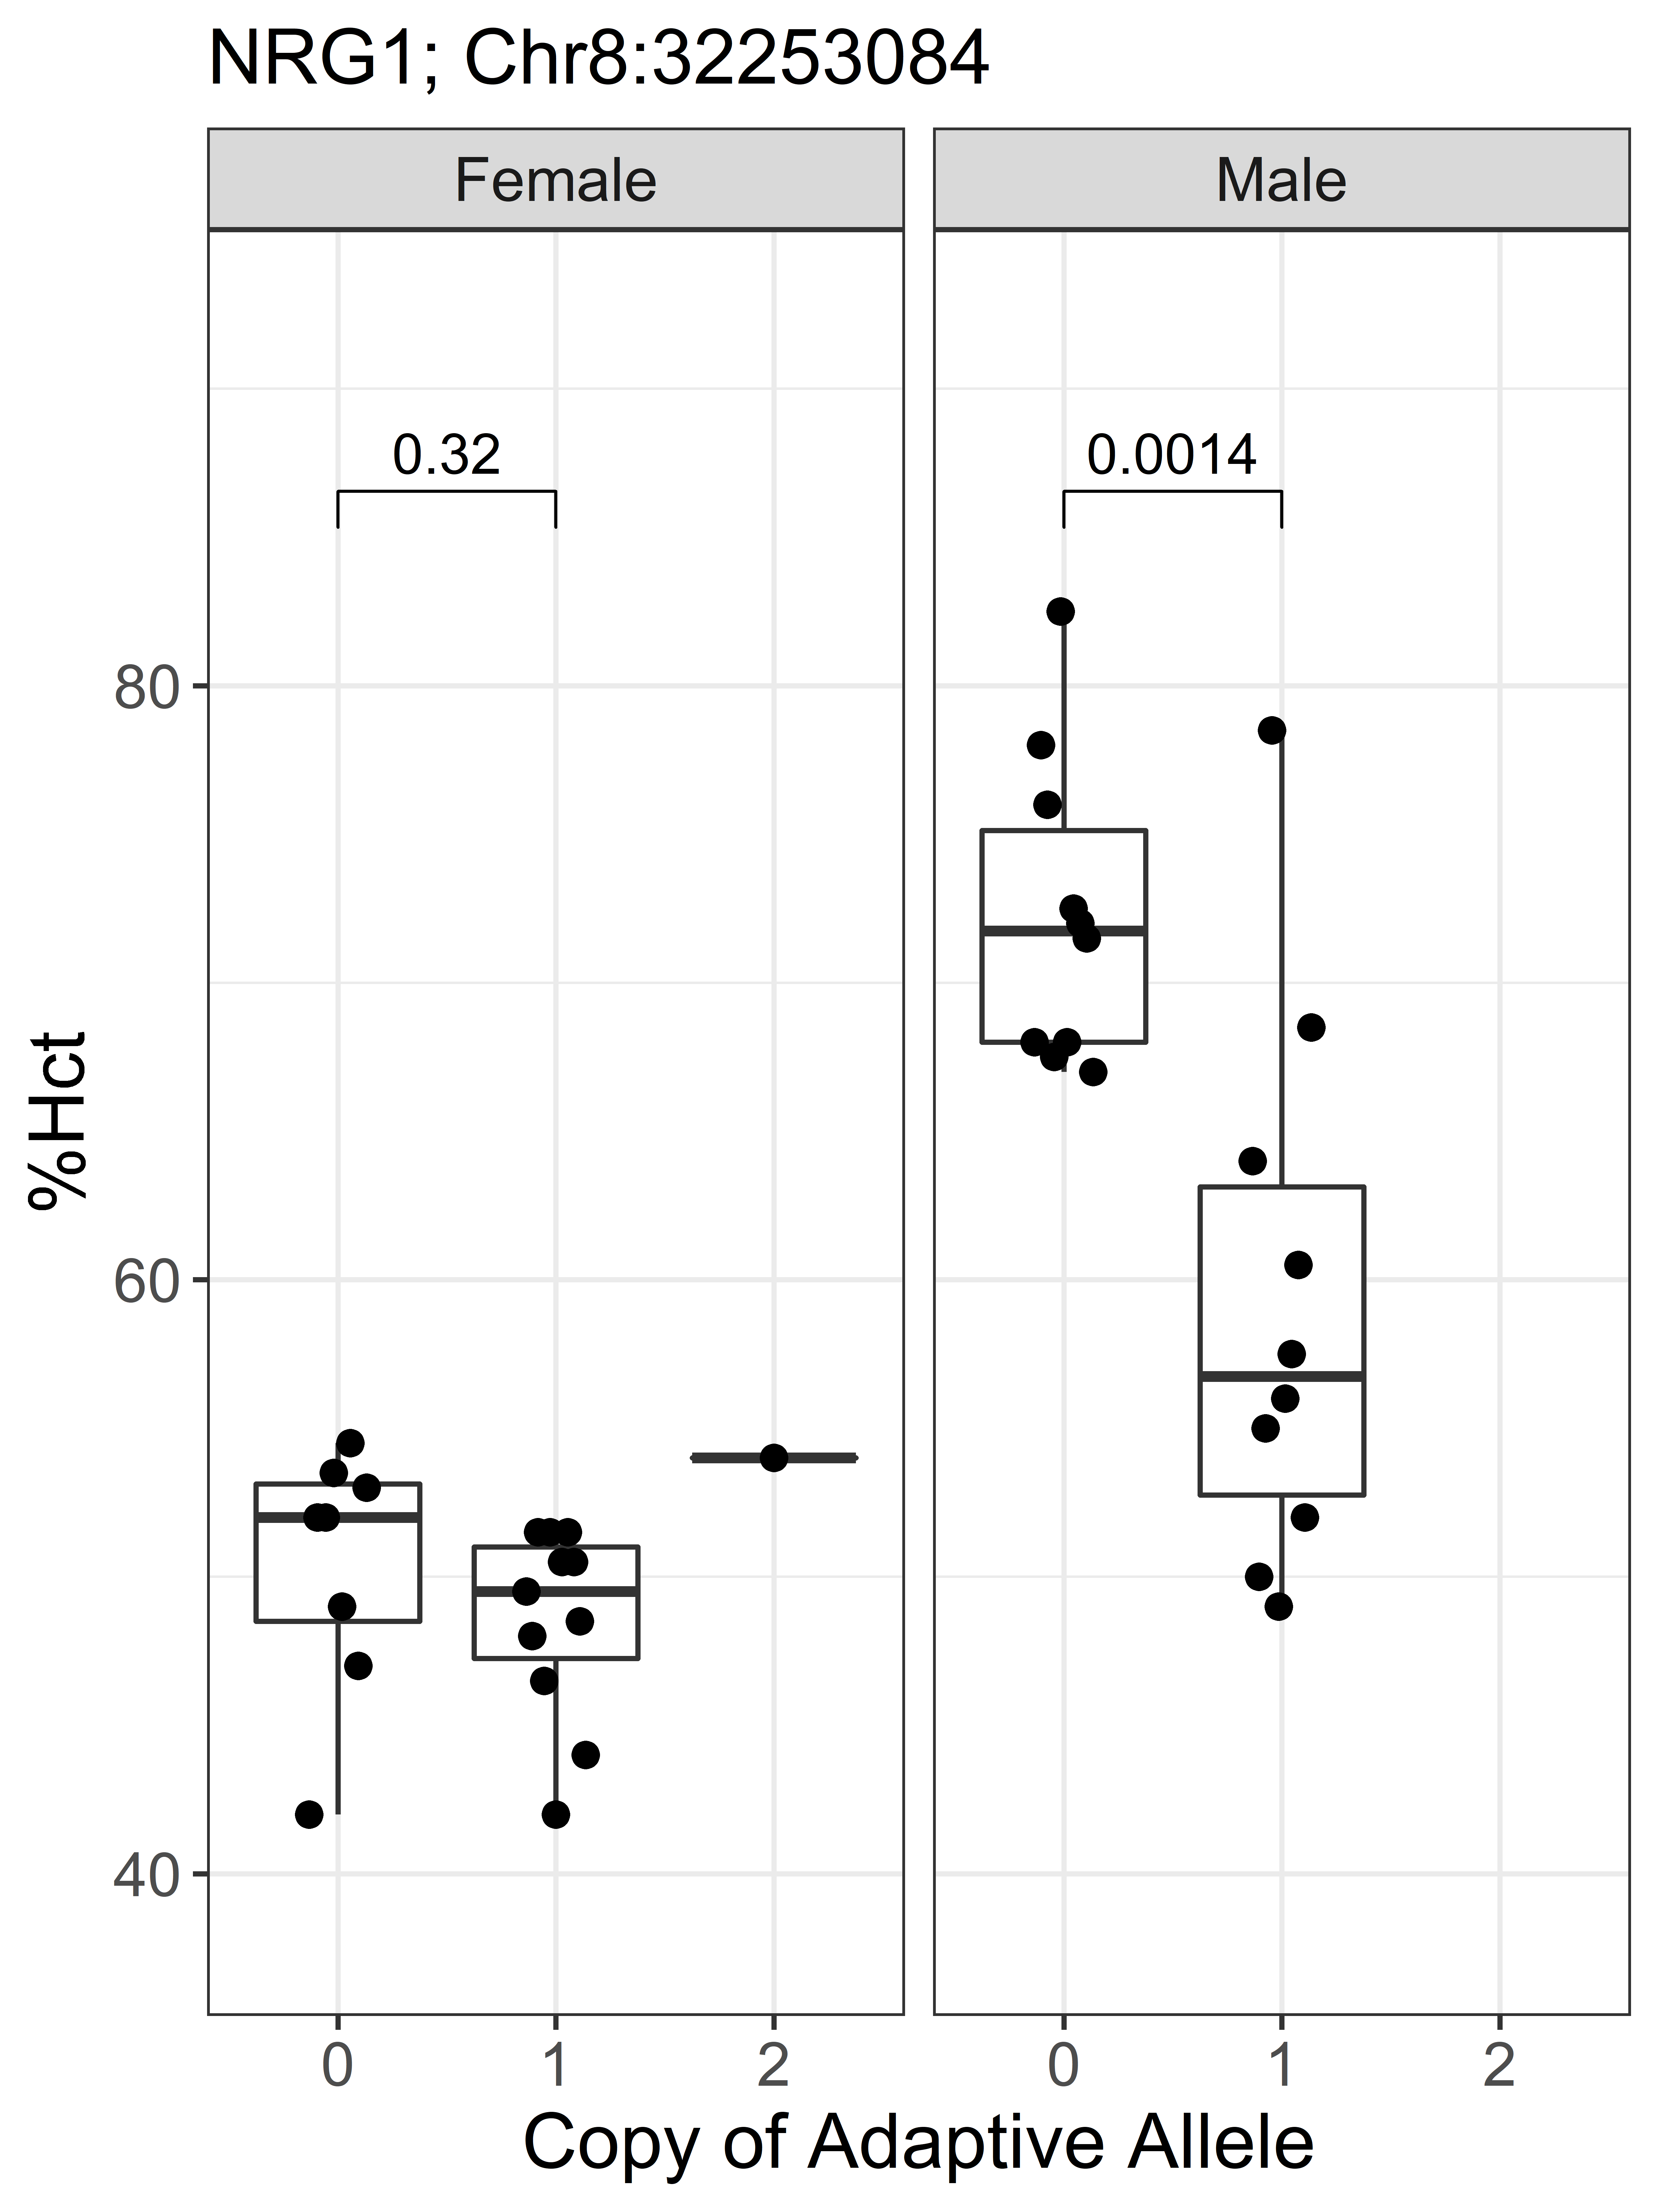 NRG1; Chr8:32253084
Female
Male
0.32
0.0014
80
60
40
%Hct
0 1 2
0 1 2
Copy of Adaptive Allele